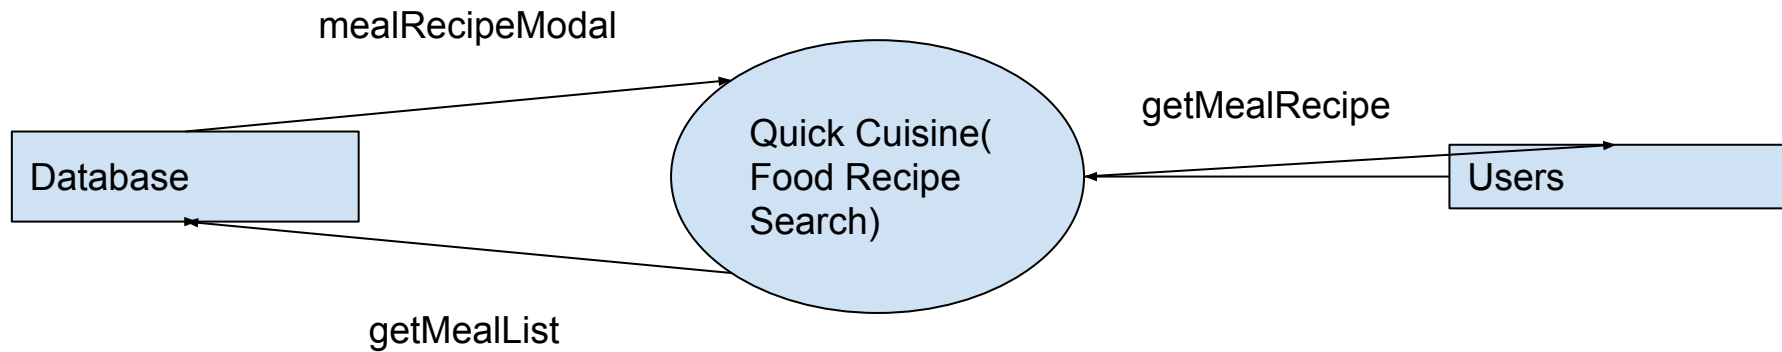 mealRecipeModal
getMealRecipe
Database
Quick Cuisine(
Food Recipe
Search)
Users
getMealList